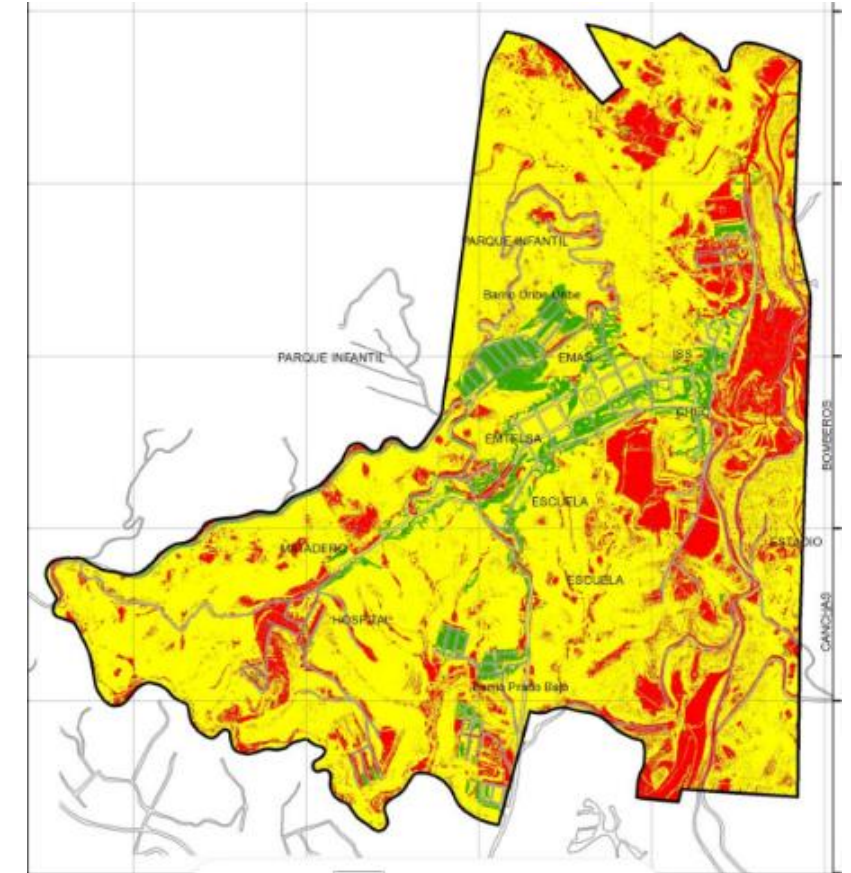 PARQUE INFANTIL
Barrio Uribe Uribe
PARQUE INFANTIL
EMAS
ISS
CHEC
BOMBEROS
EMTELSA
ESCUELA
MATADERO
ESTADIO
ESCUELA
HOSPITAL
CANCHAS
Barrio Prado Bajo